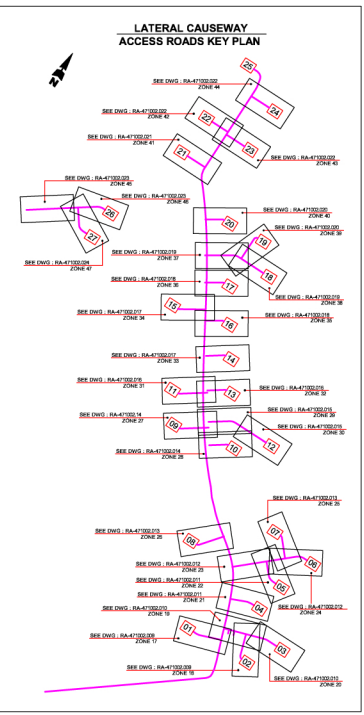 LATERAL CAUSEWAY
ACCESS ROADS KEY PLAN
N
25
SEE DWG : RA-471002.022
ZONE 44
24
SEE DWG : RA-471002.022
ZONE 42
22
SEE DWG : RA-471002.021
ZONE 41
23
21
SEE DWG : RA-471002.022
ZONE 43
SEE DWG : RA-471002.023
ZONE 45
SEE DWG : RA-471002.023
26
27
SEE DWG : RA-471002.024
ZONE 47
SEE DWG : RA-471002.020
ZONE 40
20
SEE DWG : RA-471002.020
ZONE 39
19
SEE DWG : RA-471002.019
ZONE 37
18
SEE DWG : RA-471002.018
ZONE 36
17
SEE DWG : RA-471002.019
ZONE 38
15
SEE DWG : RA-471002.017
ZONE 34
SEE DWG : RA-471002.018
ZONE 35
16
SEE DWG : RA-471002.017
ZONE 33
14
SEE DWG : RA-471002.016
ZONE 31
11
13
ZONE 32
SEE DWG : RA-471002.14
ZONE 27
09
SEE DWG : RA-471002.015
ZONE 29
SEE DWG : RA-471002.015
ZONE 30
12
10
SEE DWG : RA-471002.014
ZONE 28
SEE DWG : RA-471002.013
ZONE 25
07
SEE DWG : RA-471002.013
ZONE 26
08
06
SEE DWG : RA-471002.012
ZONE 23
SEE DWG : RA-471002.011
ZONE 22
05
SEE DWG : RA-471002.011
ZONE 21
04
SEE DWG : RA-471002.012
ZONE 24
SEE DWG : RA-471002.010
ZONE 19
01
SEE DWG : RA-471002.009
ZONE 17
03
02
SEE DWG : RA-471002.009
ZONE 18
SEE DWG : RA-471002.010
ZONE 20